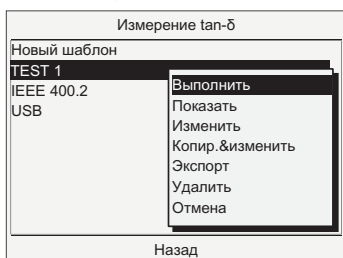 Измерение tan-δ
Новый шаблон
TEST 1
IEEE 400.2
USB
Выполнить
Показать
Изменить
Копир.&изменить
Экспорт
Удалить
Отмена
Назад